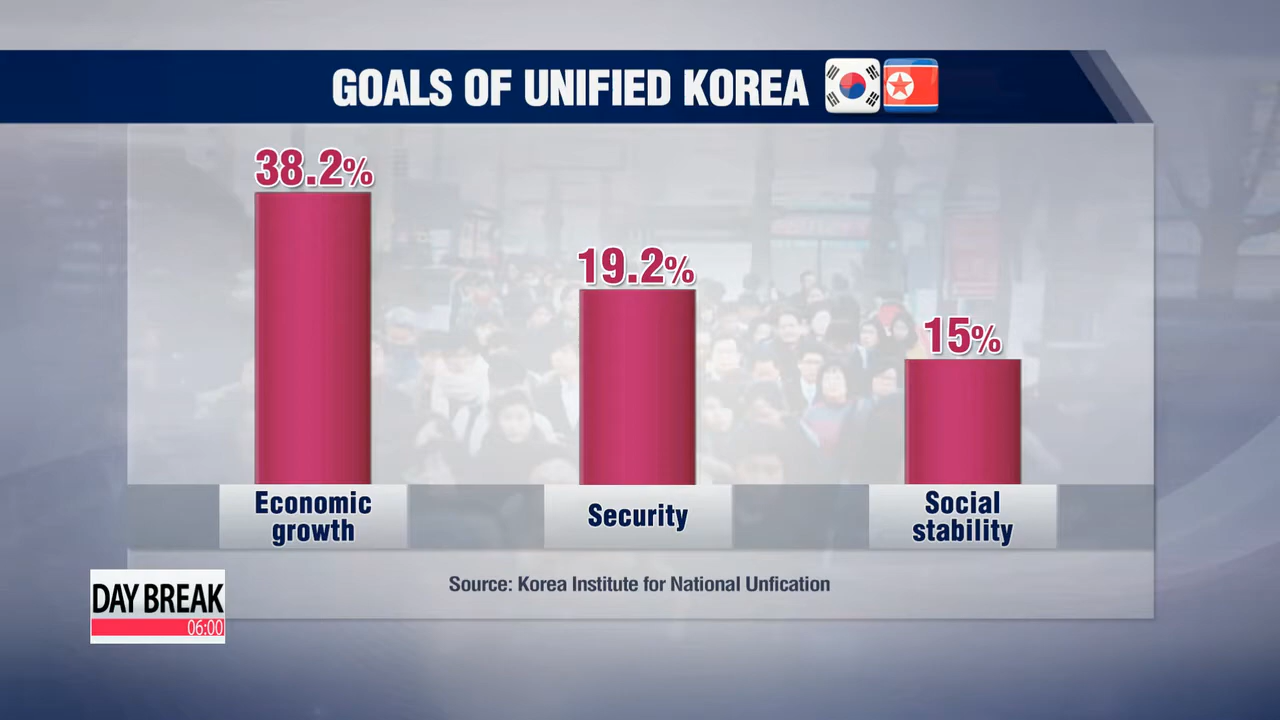 GOALS OF UNIFIED KOREA
38.2%
19.2%
15%
Economic
growth
Security
Social
stability
Source: Korea Institute for National Unfication
DAY BREAK
06:00